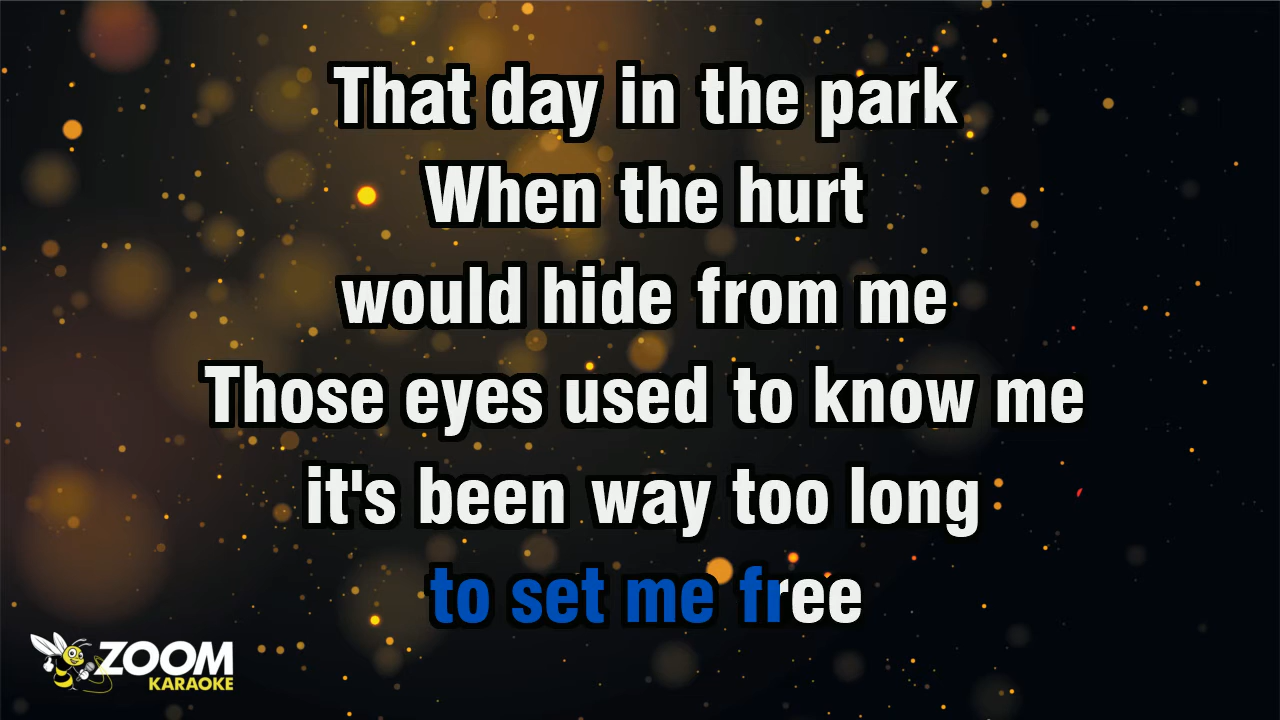 That day in the park
When the hurt
would hide from me
Those eyes used to know me
it's been way too long
to set me free
ZOOM
KARAOKE